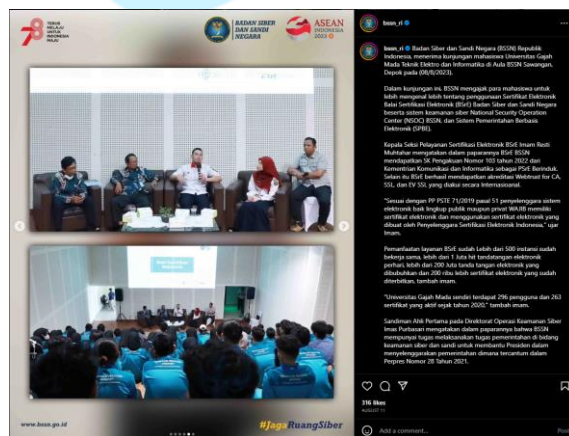 78
TERUS
MELAJU
UNTUK
INDONESIA
MAJU
BADAN SIBER
DAN SANDI
NEGARA
ASEAN
INDONESIA
2023
www.bssn.go.id
#JagaRuangSiber
bssn_ri
bssn_ri Badan Siber dan Sandi Negara (BSSN) Republik
Indonesia, menerima kunjungan mahasiswa Universitas Gajah
Mada Teknik Elektro dan Informatika di Aula BSSN Sawangan,
Depok pada (08/8/2023).
Dalam kunjungan ini, BSSN mengajak para mahasiswa untuk
lebih mengenal lebih tentang penggunaan Sertifikat Elektronik
Balai Sertifikasi Elektronik (BSrE) Badan Siber dan Sandi Negara
beserta sistem keamanan siber National Security Operation
Center (NSOC) BSSN, dan Sistem Pemerintahan Berbasis
Elektronik (SPBE).
Kepala Seksi Pelayanan Sertifikasi Elektronik BSrE Imam Resti
Muhtahar mengatakan dalam paparannya BSrE BSSN
mendapatkan SK Pengakuan Nomor 103 tahun 2022 dari
Kementrian Komunikasi dan Informatika sebagai PSrE Berinduk.
Selain itu BSrE berhasil mendapatkan akreditasi Webtrust for CA,
SSL, dan EV SSL yang diakui secara Internasioanal.
"Sesuai dengan PP PSTE 71/2019 pasal 51 penyelenggara sistem
elektronik baik lingkup publik maupun privat WAJIB memiliki
sertifikat elektronik dan menggunakan sertifikat elektronik yang
dibuat oleh Penyelenggara Sertifikasi Elektronik Indonesia," ujar
Imam.
Pemanfaatan layanan BSrE sudah Lebih dari 500 instansi sudah
bekerja sama, lebih dari 1 Juta hit tandatangan elektronik
perhari, lebih dari 200 Juta tanda tangan elektronik yang
dibubuhkan dan 200 ribu lebih sertifikat elektronik yang sudah
diterbitkan, tambah imam.
"Universitas Gajah Mada sendiri terdapat 296 pengguna dan 263
sertifikat yang aktif sejak tahun 2020," tambah imam.
Sandiman Ahli Pertama pada Direktorat Operasi Keamanan Siber
Imas Purbasari mengatakan dalam paparannya bahwa BSSN
mempunyai tugas melaksanakan tugas pemerintahan di bidang
keamanan siber dan sandi untuk membantu Presiden dalam
menyelenggarakan pemerintahan dimana tercantum dalam
Perpres Nomor 28 Tahun 2021.
316 likes
AUGUST 11
Add a comment...
Post